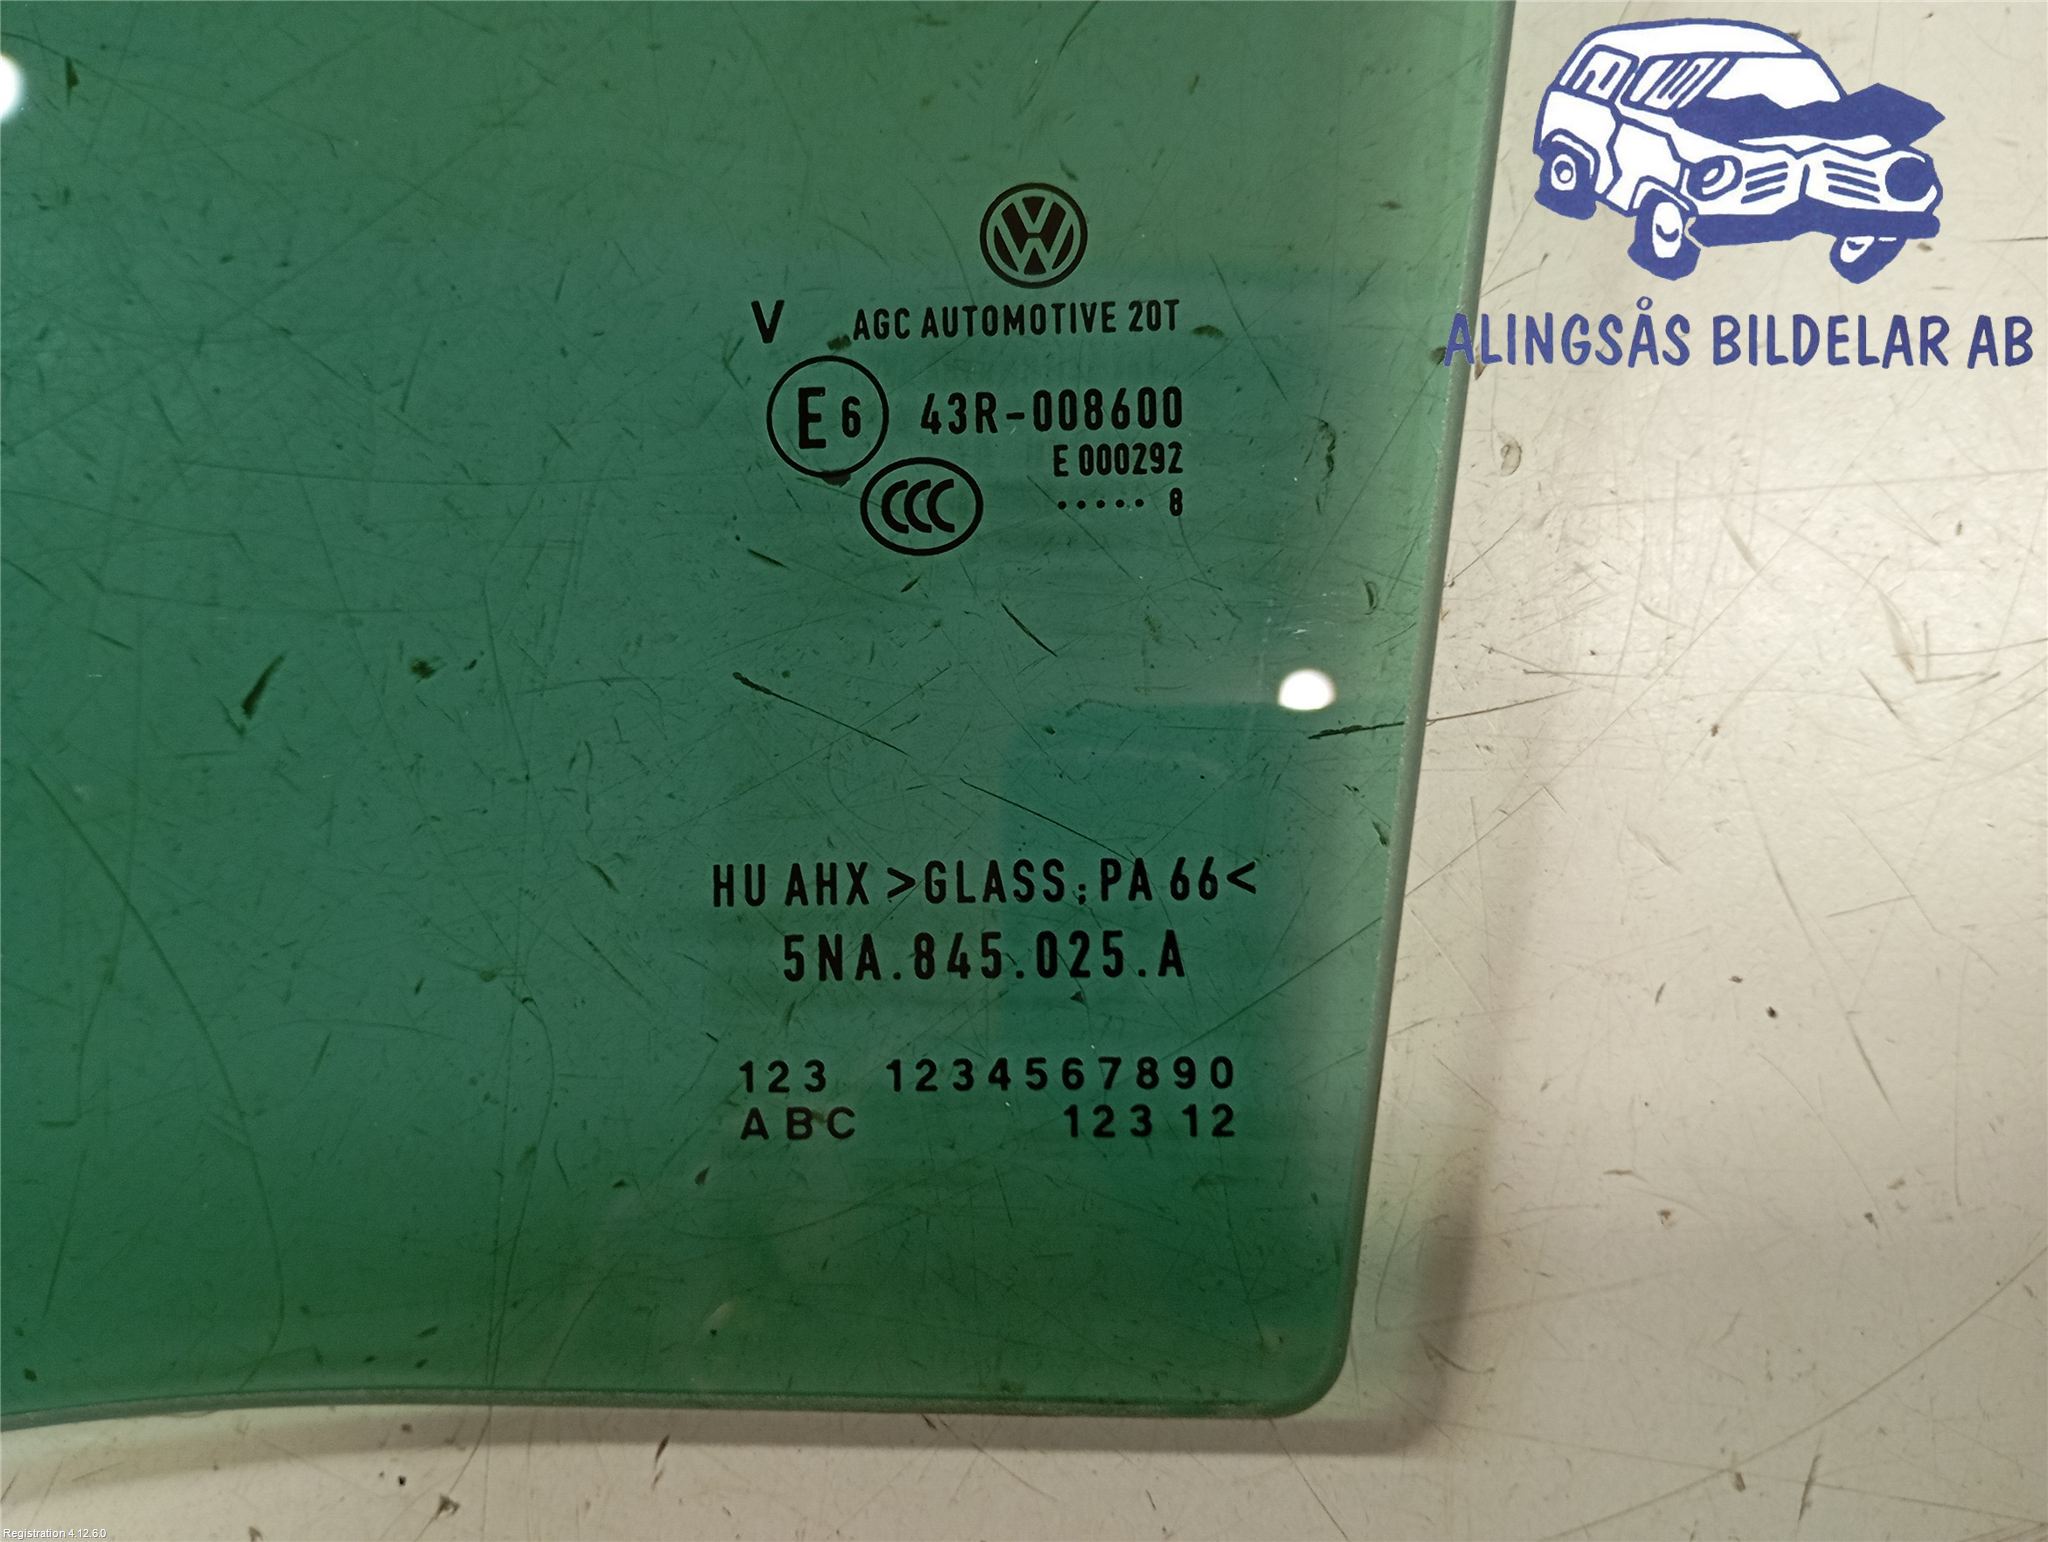 ALINGSÅS BILDELAR AB
V AGC AUTOMOTIVE 20T
E6 43R-008600
E 000292
CCC ..... 8
HU AHX >GLASS;PA 66<
5NA.845.025.A
123 1234567890
ABC 123 12
Registration 4.12.6.0